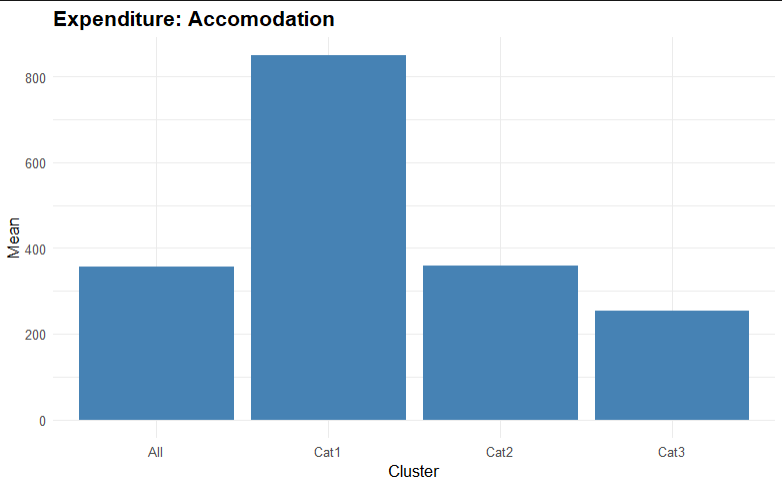 Expenditure: Accomodation
800
600
400
200
0
Mean
All Cat1 Cat2 Cat3
Cluster